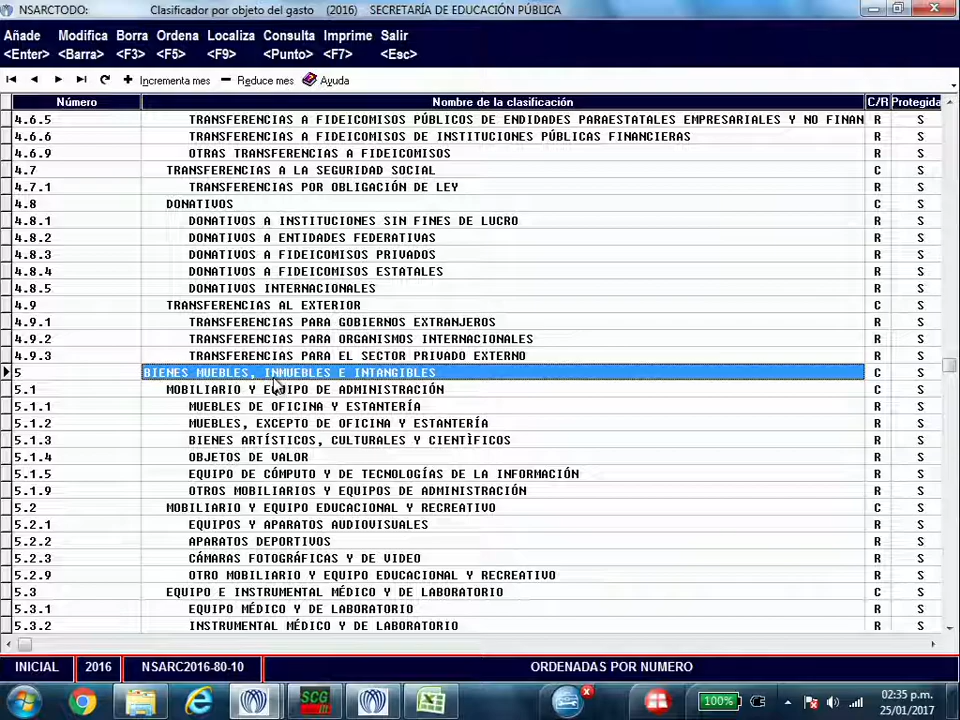 NSARCTODO: Clasificador por objeto del gasto (2016) SECRETARÍA DE EDUCACIÓN PÚBLICA
Añade Modifica Borra Ordena Localiza Consulta Imprime Salir
<Enter> <Barra> <F3> <F5> <F9> <Punto> <F7> <Esc>
Incrementa mes Reduce mes Ayuda
Número Nombre de la clasificación C/R Protegida
4.6.5 TRANSFERENCIAS A FIDEICOMISOS PÚBLICOS DE ENDIDADES PARAESTATALES EMPRESARIALES Y NO FINAN R S
4.6.6 TRANSFERENCIAS A FIDEICOMISOS DE INSTITUCIONES PÚBLICAS FINANCIERAS R S
4.6.9 OTRAS TRANSFERENCIAS A FIDEICOMISOS R S
4.7 TRANSFERENCIAS A LA SEGURIDAD SOCIAL C S
4.7.1 TRANSFERENCIAS POR OBLIGACIÓN DE LEY R S
4.8 DONATIVOS C S
4.8.1 DONATIVOS A INSTITUCIONES SIN FINES DE LUCRO R S
4.8.2 DONATIVOS A ENTIDADES FEDERATIVAS R S
4.8.3 DONATIVOS A FIDEICOMISOS PRIVADOS R S
4.8.4 DONATIVOS A FIDEICOMISOS ESTATALES R S
4.8.5 DONATIVOS INTERNACIONALES R S
4.9 TRANSFERENCIAS AL EXTERIOR C S
4.9.1 TRANSFERENCIAS PARA GOBIERNOS EXTRANJEROS R S
4.9.2 TRANSFERENCIAS PARA ORGANISMOS INTERNACIONALES R S
4.9.3 TRANSFERENCIAS PARA EL SECTOR PRIVADO EXTERNO R S
5 BIENES MUEBLES, INMUEBLES E INTANGIBLES C S
5.1 MOBILIARIO Y EQUIPO DE ADMINISTRACIÓN C S
5.1.1 MUEBLES DE OFICINA Y ESTANTERÍA R S
5.1.2 MUEBLES, EXCEPTO DE OFICINA Y ESTANTERÍA R S
5.1.3 BIENES ARTÍSTICOS, CULTURALES Y CIENTÌFICOS R S
5.1.4 OBJETOS DE VALOR R S
5.1.5 EQUIPO DE CÓMPUTO Y DE TECNOLOGÍAS DE LA INFORMACIÓN R S
5.1.9 OTROS MOBILIARIOS Y EQUIPOS DE ADMINISTRACIÓN R S
5.2 MOBILIARIO Y EQUIPO EDUCACIONAL Y RECREATIVO C S
5.2.1 EQUIPOS Y APARATOS AUDIOVISUALES R S
5.2.2 APARATOS DEPORTIVOS R S
5.2.3 CÁMARAS FOTOGRÁFICAS Y DE VIDEO R S
5.2.9 OTRO MOBILIARIO Y EQUIPO EDUCACIONAL Y RECREATIVO R S
5.3 EQUIPO E INSTRUMENTAL MÉDICO Y DE LABORATORIO C S
5.3.1 EQUIPO MÉDICO Y DE LABORATORIO R S
5.3.2 INSTRUMENTAL MÉDICO Y DE LABORATORIO R S
INICIAL 2016 NSARC2016-80-10 ORDENADAS POR NUMERO
SCG
100%
02:35 p.m.
25/01/2017